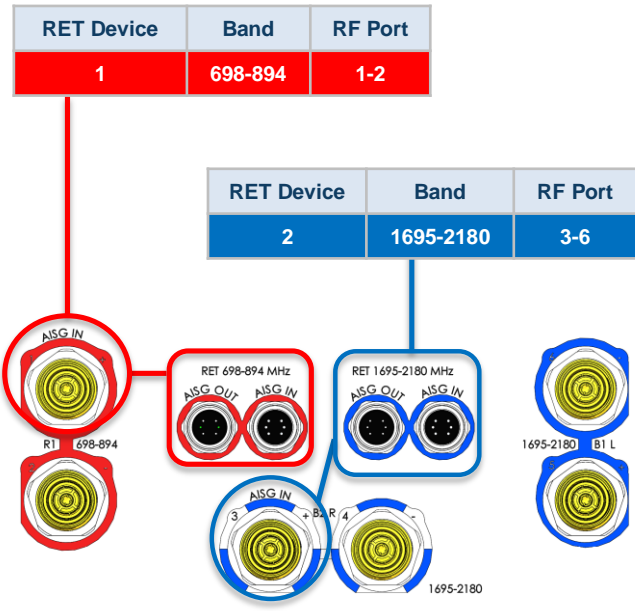 RET Device Band RF Port
1 698-894 1-2
RET Device Band RF Port
2 1695-2180 3-6
AISG IN
RET 698-894 MHz
AISG OUT AISG IN
RET 1695-2180 MHz
AISG OUT AISG IN
R1 698-894
1695-2180 B1 L
AISG IN
3 + B2 R 4 -
1695-2180